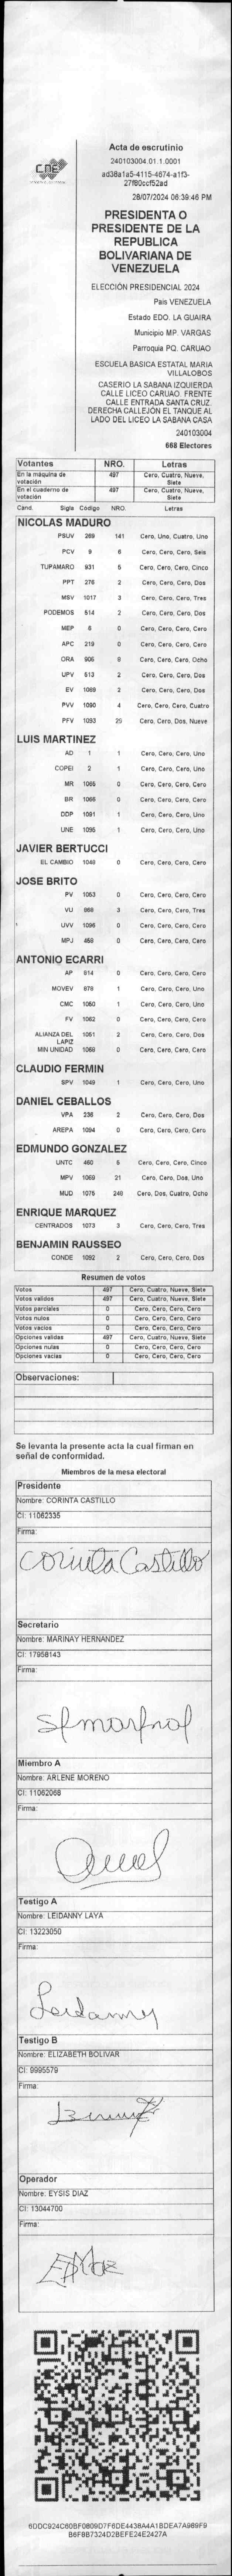 Acta de escrutinio
240103004.01.1.0001
ad38a1a5-4115-4674-a1f3-
27f80ccf52ad
28/07/2024 06:39:46 PM
PRESIDENTA O
PRESIDENTE DE LA
REPUBLICA
BOLIVARIANA DE
VENEZUELA
CNE
ELECCIÓN PRESIDENCIAL 2024
Pais VENEZUELA
Estado EDO. LA GUAIRA
Municipio MP. VARGAS
Parroquia PQ. CARUAO
ESCUELA BASICA ESTATAL MARIA
VILLALOBOS
CASERIO LA SABANA IZQUIERDA
CALLE LICEO CARUAO. FRENTE
CALLE ENTRADA SANTA CRUZ.
DERECHA CALLEJÓN EL TANQUE AL
LADO DEL LICEO LA SABANA CASA
240103004
668 Electores
Votantes NRO. Letras
En la máquina de votación 497 Cero, Cuatro, Nueve, Siete
En el cuaderno de votación 497 Cero, Cuatro, Nueve, Siete
Cand. Sigla Código NRO. Letras
NICOLAS MADURO
PSUV 269 141 Cero, Uno, Cuatro, Uno
PCV 9 6 Cero, Cero, Cero, Seis
TUPAMARO 931 5 Cero, Cero, Cero, Cinco
PPT 276 2 Cero, Cero, Cero, Dos
MSV 1017 3 Cero, Cero, Cero, Tres
PODEMOS 514 2 Cero, Cero, Cero, Dos
MEP 6 0 Cero, Cero, Cero, Cero
APC 219 0 Cero, Cero, Cero, Cero
ORA 906 8 Cero, Cero, Cero, Ocho
UPV 513 2 Cero, Cero, Cero, Dos
EV 1089 2 Cero, Cero, Cero, Dos
PVV 1090 4 Cero, Cero, Cero, Cuatro
PFV 1093 29 Cero, Cero, Dos, Nueve
LUIS MARTINEZ
AD 1 1 Cero, Cero, Cero, Uno
COPEI 2 1 Cero, Cero, Cero, Uno
MR 1065 0 Cero, Cero, Cero, Cero
BR 1066 0 Cero, Cero, Cero, Cero
DDP 1091 1 Cero, Cero, Cero, Uno
UNE 1095 1 Cero, Cero, Cero, Uno
JAVIER BERTUCCI
EL CAMBIO 1048 0 Cero, Cero, Cero, Cero
JOSE BRITO
PV 1053 0 Cero, Cero, Cero, Cero
VU 868 3 Cero, Cero, Cero, Tres
UVV 1096 0 Cero, Cero, Cero, Cero
MPJ 458 0 Cero, Cero, Cero, Cero
ANTONIO ECARRI
AP 814 0 Cero, Cero, Cero, Cero
MOVEV 878 1 Cero, Cero, Cero, Uno
CMC 1060 1 Cero, Cero, Cero, Uno
FV 1062 0 Cero, Cero, Cero, Cero
ALIANZA DEL LAPIZ 1051 2 Cero, Cero, Cero, Dos
MIN UNIDAD 1068 0 Cero, Cero, Cero, Cero
CLAUDIO FERMIN
SPV 1049 1 Cero, Cero, Cero, Uno
DANIEL CEBALLOS
VPA 236 2 Cero, Cero, Cero, Dos
AREPA 1094 0 Cero, Cero, Cero, Cero
EDMUNDO GONZALEZ
UNTC 460 5 Cero, Cero, Cero, Cinco
MPV 1069 21 Cero, Cero, Dos, Uno
MUD 1076 248 Cero, Dos, Cuatro, Ocho
ENRIQUE MARQUEZ
CENTRADOS 1073 3 Cero, Cero, Cero, Tres
BENJAMIN RAUSSEO
CONDE 1092 2 Cero, Cero, Cero, Dos
Resumen de votos
Votos 497 Cero, Cuatro, Nueve, Siete
Votos validos 497 Cero, Cuatro, Nueve, Siete
Votos parciales 0 Cero, Cero, Cero, Cero
Votos nulos 0 Cero, Cero, Cero, Cero
Votos vacios 0 Cero, Cero, Cero, Cero
Opciones validas 497 Cero, Cuatro, Nueve, Siete
Opciones nulas 0 Cero, Cero, Cero, Cero
Opciones vacias 0 Cero, Cero, Cero, Cero
Observaciones:
Se levanta la presente acta la cual firman en
señal de conformidad.
Miembros de la mesa electoral
Presidente
Nombre: CORINTA CASTILLO
CI: 11062335
Firma:
Corinta Castillo
Secretario
Nombre: MARINAY HERNANDEZ
CI: 17958143
Firma:
Miembro A
Nombre: ARLENE MORENO
CI: 11062068
Firma:
Testigo A
Nombre: LEIDANNY LAYA
CI: 13223050
Firma:
Leidanny
Testigo B
Nombre: ELIZABETH BOLIVAR
CI: 9995579
Firma:
Operador
Nombre: EYSIS DIAZ
CI: 13044700
Firma:
6DDC924C60BF0809D7F6DE4438A4A1BDEA7A989F9
B6F8B7324D2BEFE24E2427A